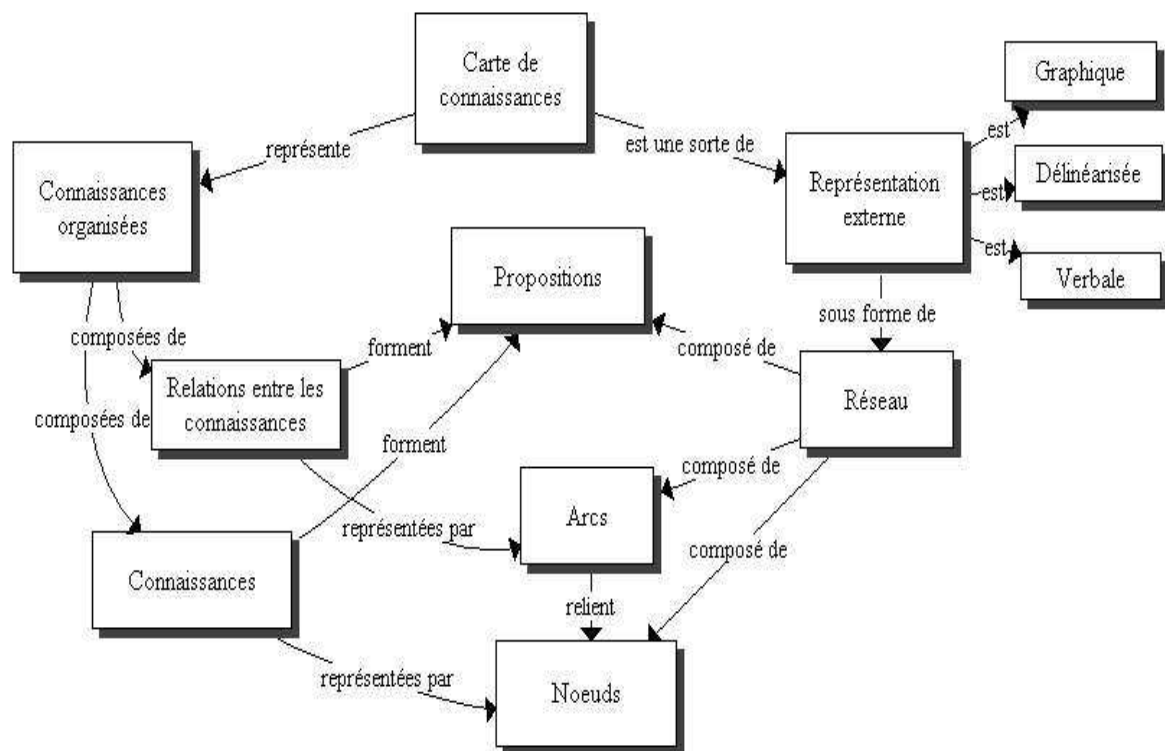 Carte de
connaissances
Graphique
représente
est une sorte de
est
Connaissances
organisées
Représentation
externe
est
Délinéarisée
est
Verbale
Propositions
sous forme de
composées de
forment
composé de
Relations entre les
connaissances
Réseau
composées de
forment
composé de
Arcs
représentées par
composé de
Connaissances
relient
représentées par
Noeuds